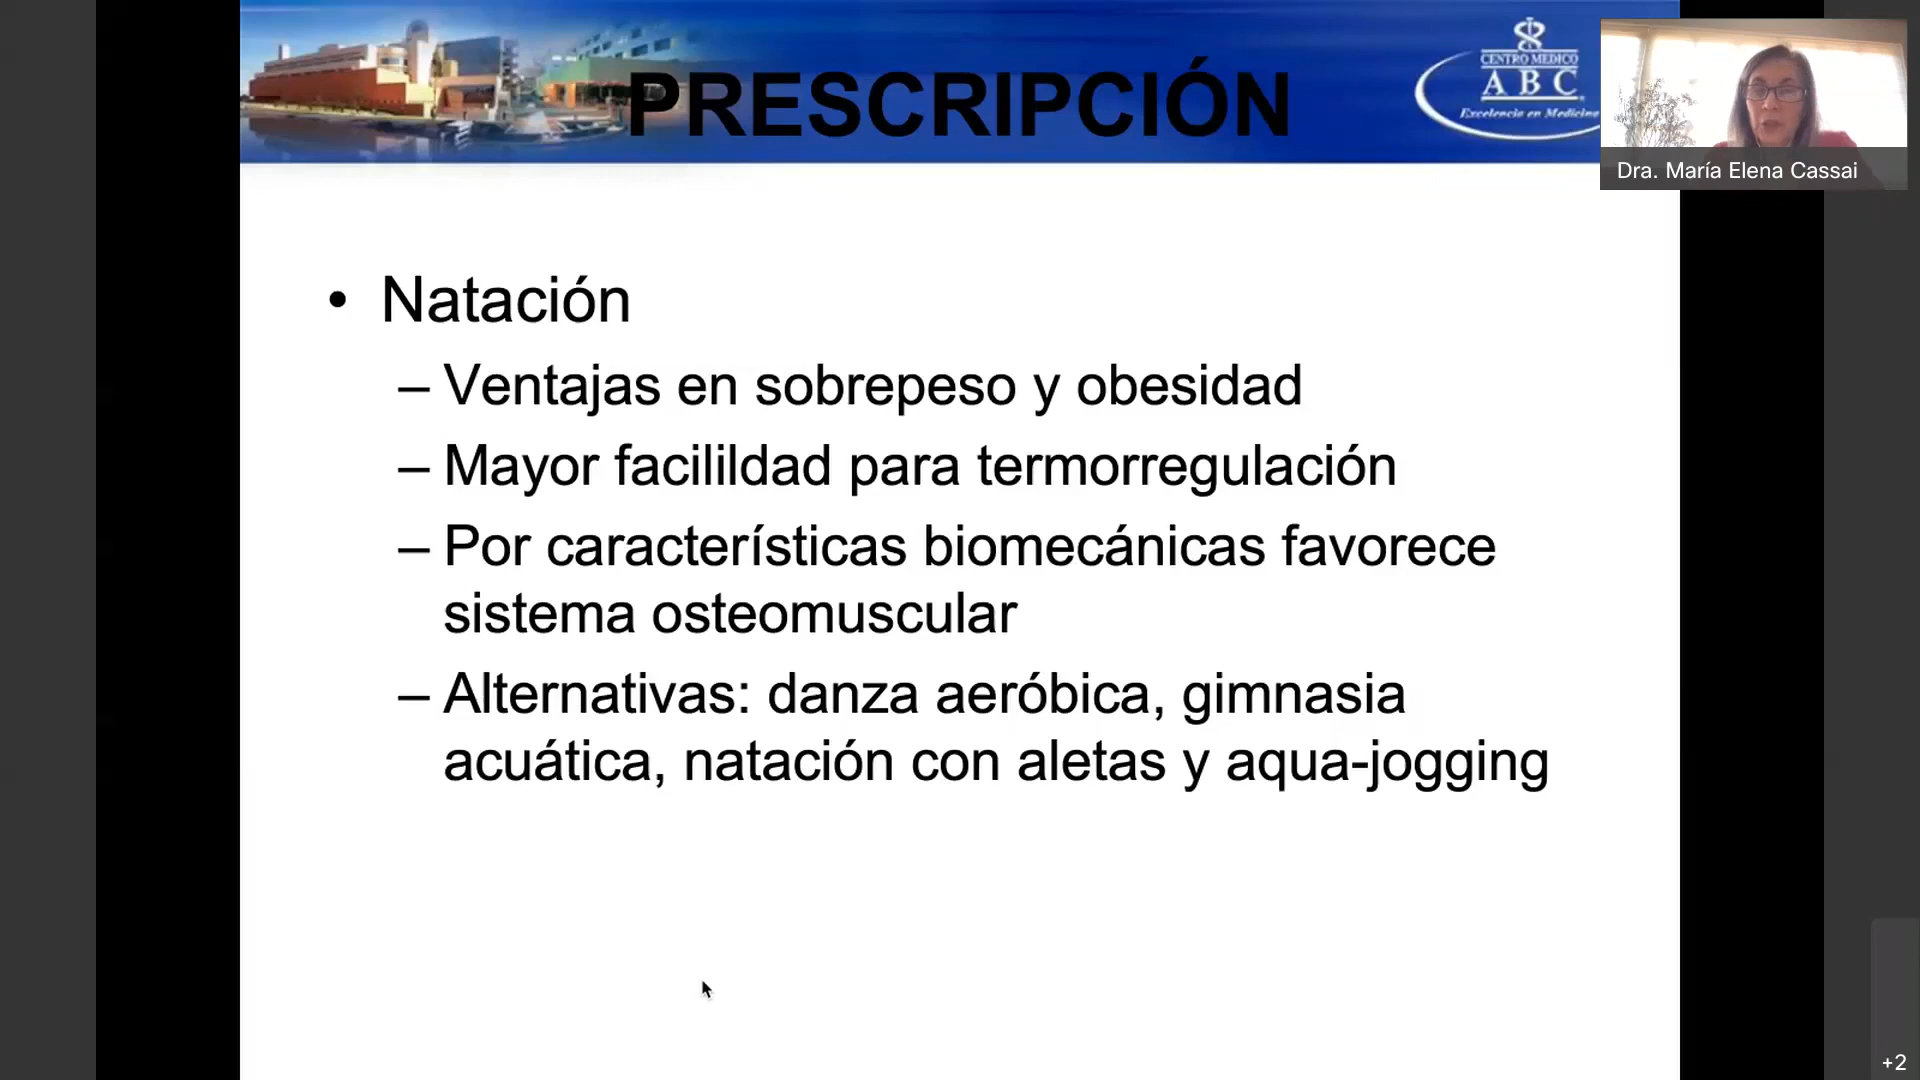 PRESCRIPCIÓN
CENTRO MEDICO
ABC
Excelencia en Medicina
Dra. María Elena Cassai
• Natación
– Ventajas en sobrepeso y obesidad
– Mayor facilildad para termorregulación
– Por características biomecánicas favorece
sistema osteomuscular
– Alternativas: danza aeróbica, gimnasia
acuática, natación con aletas y aqua-jogging
+2